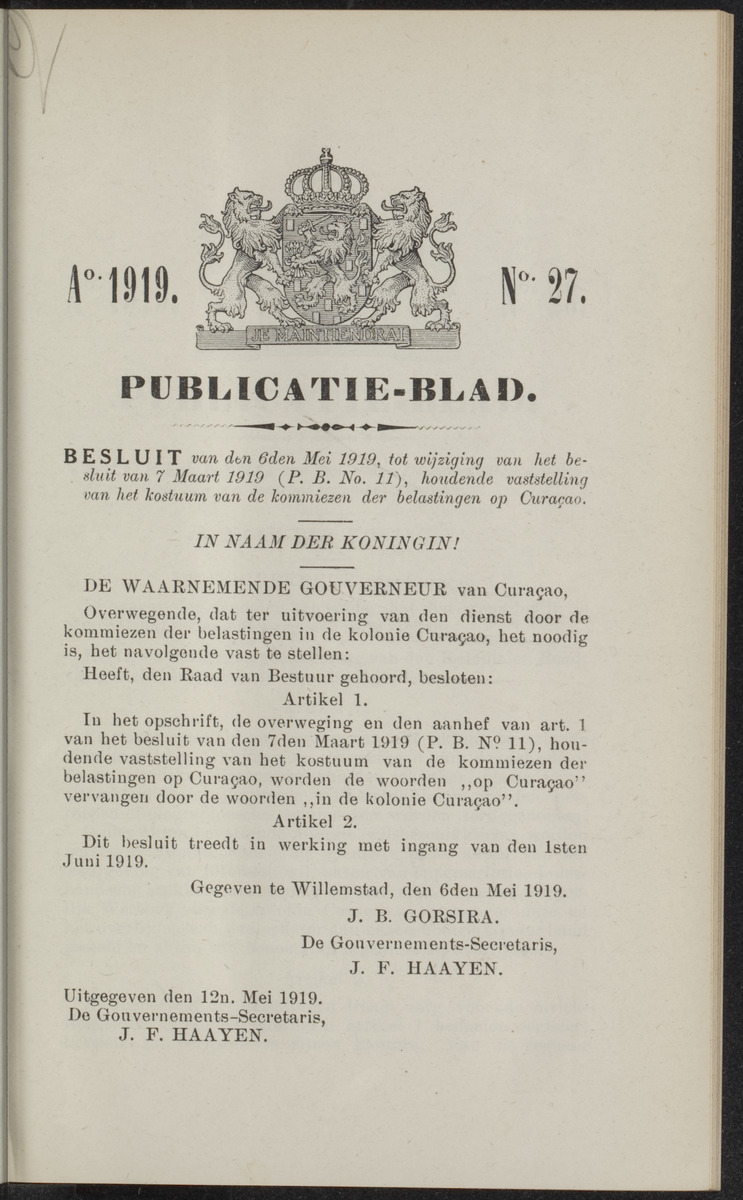 Aº. 1919.
Nº. 27.
JE MAINTIENDRAI
PUBLICATIE-BLAD.
BESLUIT van den 6den Mei 1919, tot wijziging van het be-
sluit van 7 Maart 1919 (P. B. No. 11), houdende vaststelling
van het kostuum van de kommiezen der belastingen op Curaçao.
IN NAAM DER KONINGIN!
DE WAARNEMENDE GOUVERNEUR van Curaçao,
Overwegende, dat ter uitvoering van den dienst door de
kommiezen der belastingen in de kolonie Curaçao, het noodig
is, het navolgende vast te stellen:
Heeft, den Raad van Bestuur gehoord, besloten:
Artikel 1.
In het opschrift, de overweging en den aanhef van art. 1
van het besluit van den 7den Maart 1919 (P. B. Nº 11), hou-
dende vaststelling van het kostuum van de kommiezen der
belastingen op Curaçao, worden de woorden ,,op Curaçao"
vervangen door de woorden ,,in de kolonie Curaçao".
Artikel 2.
Dit besluit treedt in werking met ingang van den 1sten
Juni 1919.
Gegeven te Willemstad, den 6den Mei 1919.
J. B. GORSIRA.
De Gouvernements-Secretaris,
J. F. HAAYEN.
Uitgegeven den 12n. Mei 1919.
De Gouvernements-Secretaris,
J. F. HAAYEN.